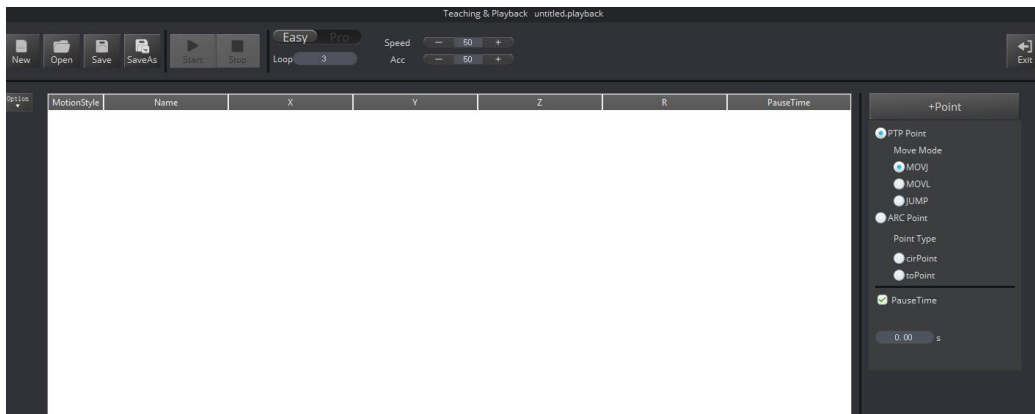 Teaching & Playback untitled.playback
New Open Save SaveAs Start Stop
Easy Pro
Loop 3
Speed − 50 +
Acc − 50 +
Exit
Option
MotionStyle Name X Y Z R PauseTime
+Point
PTP Point
Move Mode
MOVJ
MOVL
JUMP
ARC Point
Point Type
cirPoint
toPoint
PauseTime
0.00 s